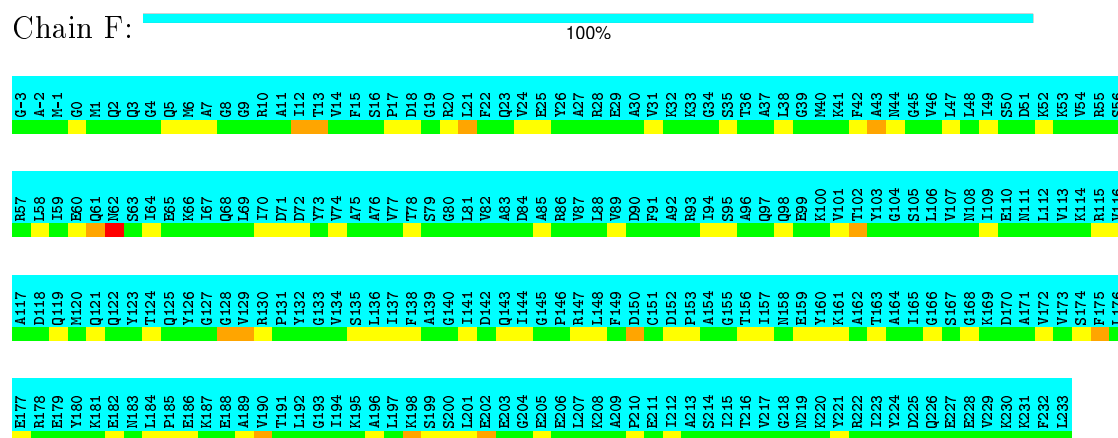 Chain F:
100%
G-3 A-2 M-1 G0 M1 Q2 Q3 G4 Q5 M6 A7 G8 G9 R10 A11 I12 T13 V14 F15 S16 P17 D18 G19 R20 L21 F22 Q23 V24 E25 Y26 A27 R28 E29 A30 V31 K32 K33 G34 S35 T36 A37 L38 G39 M40 K41 F42 A43 N44 G45 V46 L47 L48 I49 S50 D51 K52 K53 V54 R55 S56
R57 L58 I59 E60 Q61 N62 S63 I64 E65 K66 I67 Q68 L69 I70 D71 D72 Y73 V74 A75 A76 V77 T78 S79 G80 L81 V82 A83 D84 A85 R86 V87 L88 V89 D90 F91 A92 R93 I94 S95 A96 Q97 Q98 E99 K100 V101 T102 Y103 G104 S105 L106 V107 N108 I109 E110 N111 L112 V113 K114 R115 V116
A117 D118 Q119 M120 Q121 Q122 Y123 T124 Q125 Y126 G127 G128 V129 R130 P131 Y132 G133 V134 S135 L136 I137 F138 A139 G140 I141 D142 Q143 I144 G145 P146 R147 L148 F149 D150 C151 D152 P153 A154 G155 T156 I157 N158 E159 Y160 K161 A162 T163 A164 I165 G166 S167 G168 K169 D170 A171 V172 V173 S174 F175 L176
E177 R178 E179 Y180 K181 E182 N183 L184 P185 E186 K187 E188 A189 V190 T191 L192 G193 I194 K195 A196 L197 K198 S199 S200 L201 E202 E203 G204 E205 E206 L207 K208 A209 P210 E211 I212 A213 S214 I215 T216 V217 G218 N219 K220 Y221 R222 I223 Y224 D225 Q226 E227 E228 V229 K230 K231 F232 L233